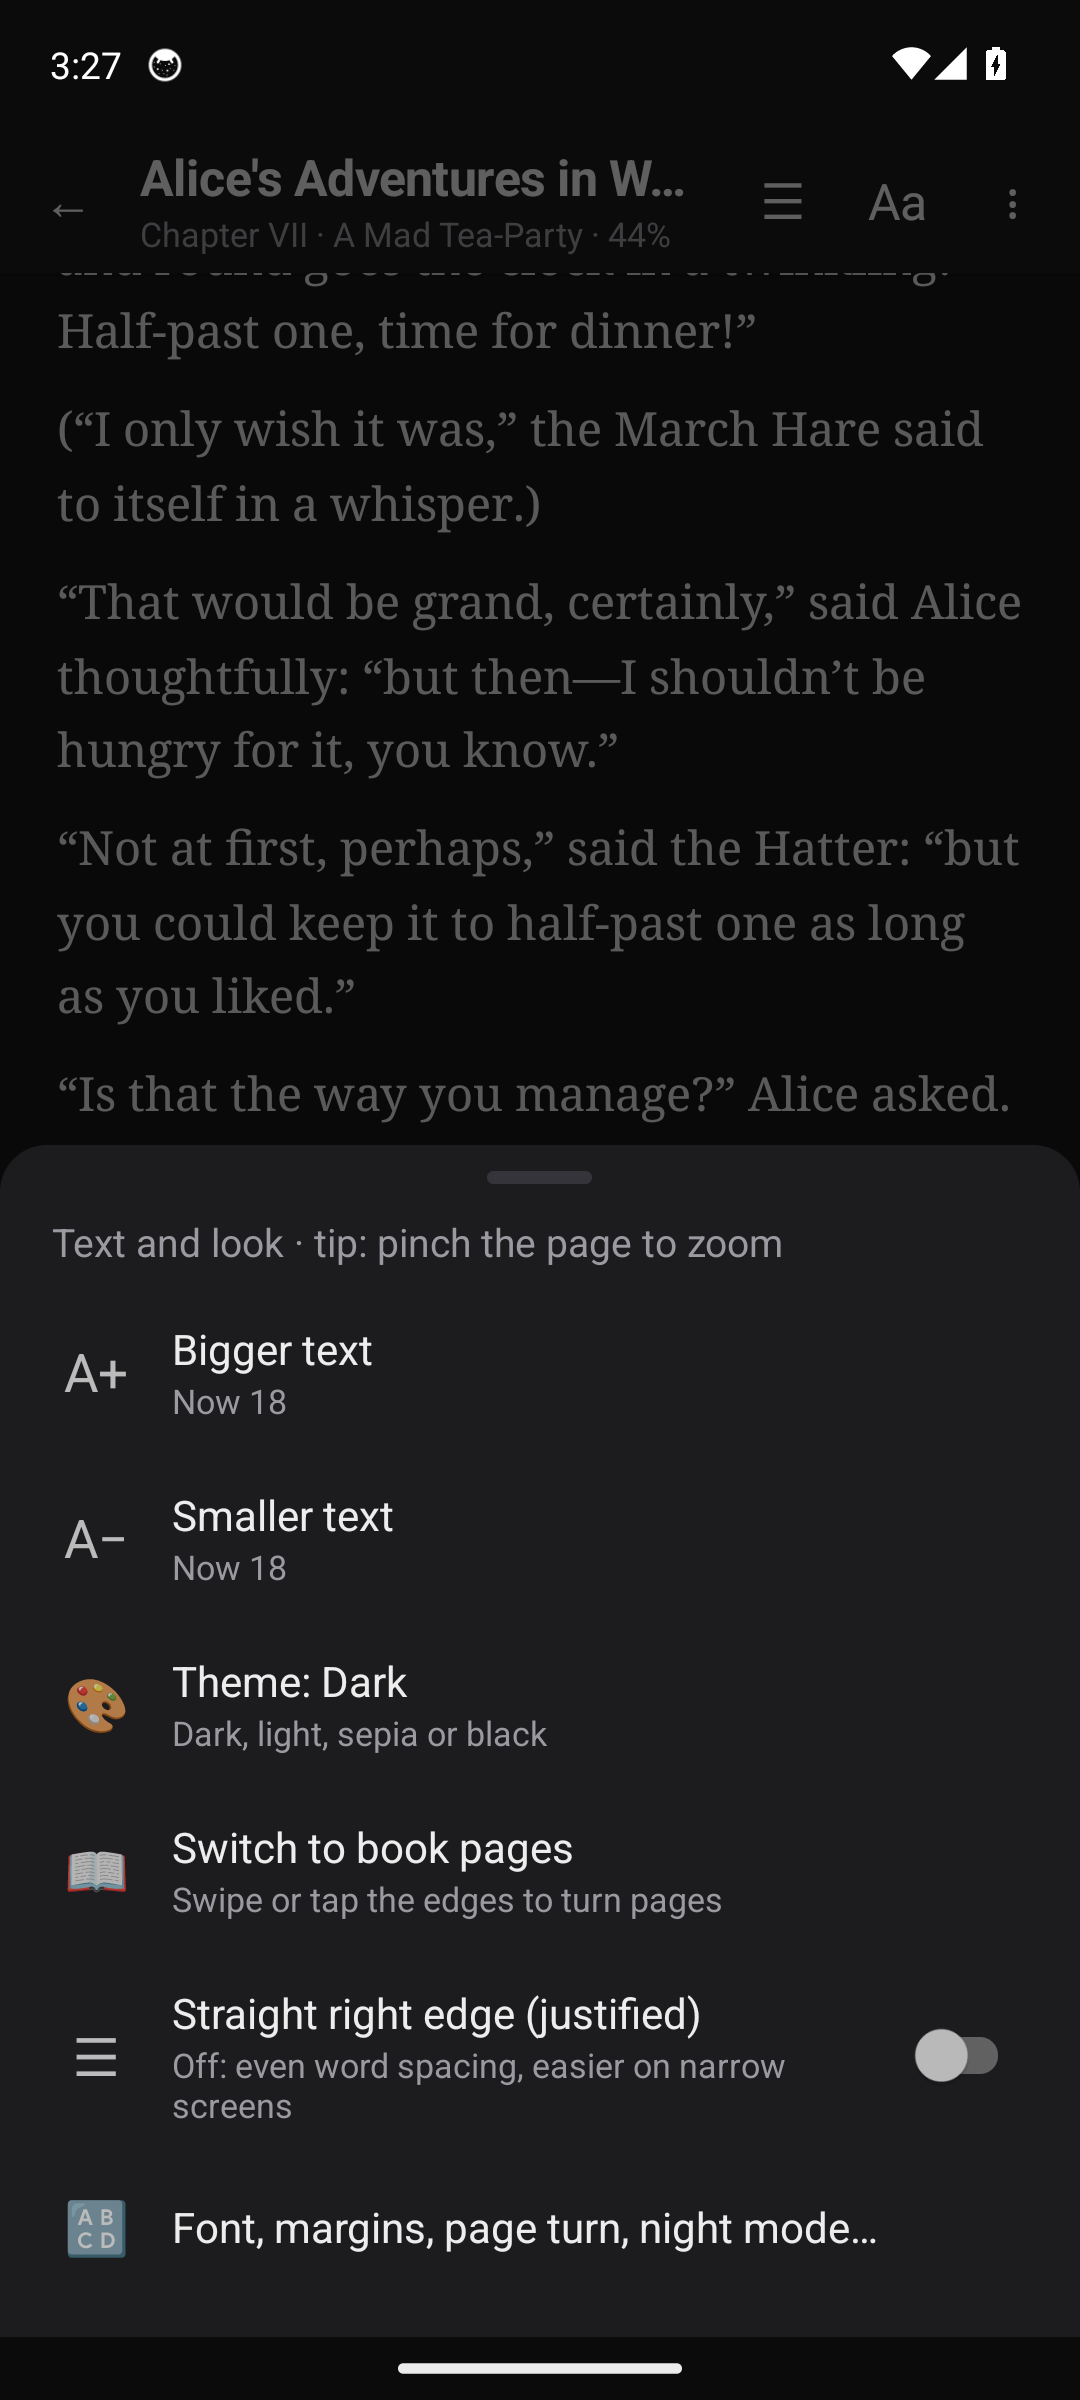 3:27
←
Alice's Adventures in W...
Chapter VII · A Mad Tea-Party · 44%
Aa
Half-past one, time for dinner!”
(“I only wish it was,” the March Hare said
to itself in a whisper.)
“That would be grand, certainly,” said Alice
thoughtfully: “but then—I shouldn’t be
hungry for it, you know.”
“Not at first, perhaps,” said the Hatter: “but
you could keep it to half-past one as long
as you liked.”
“Is that the way you manage?” Alice asked.
Text and look · tip: pinch the page to zoom
A+
Bigger text
Now 18
A−
Smaller text
Now 18
Theme: Dark
Dark, light, sepia or black
Switch to book pages
Swipe or tap the edges to turn pages
Straight right edge (justified)
Off: even word spacing, easier on narrow
screens
ABCD
Font, margins, page turn, night mode...